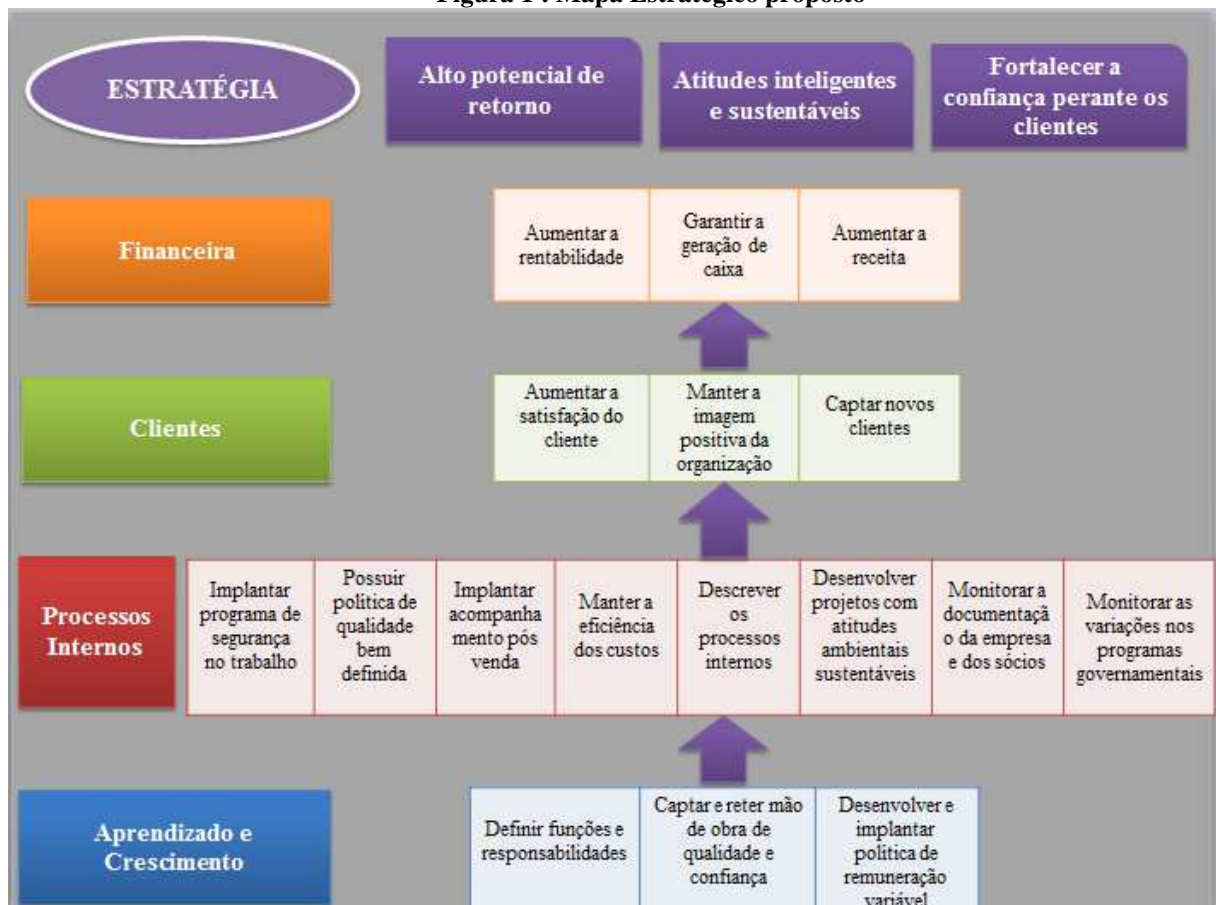 Figura 1 : Mapa Estratégico proposto
ESTRATÉGIA
Alto potencial de
retorno
Atitudes inteligentes
e sustentáveis
Fortalecer a
confiança perante os
clientes
Financeira
Aumentar a
rentabilidade
Garantir a
geração de
caixa
Aumentar a
receita
Clientes
Aumentar a
satisfação do
cliente
Manter a
imagem
positiva da
organização
Captar novos
clientes
Processos
Internos
Implantar
programa de
segurança
no trabalho
Possuir
política de
qualidade
bem
definida
Implantar
acompanha
mento pós
venda
Manter a
eficiência
dos custos
Descrever
os
processos
internos
Desenvolver
projetos com
atitudes
ambientais
sustentáveis
Monitorar a
documentaçã
o da empresa
e dos sócios
Monitorar as
variações nos
programas
governamentais
Aprendizado e
Crescimento
Definir funções e
responsabilidades
Captar e reter mão
de obra de
qualidade e
confiança
Desenvolver e
implantar
política de
remuneração
variável